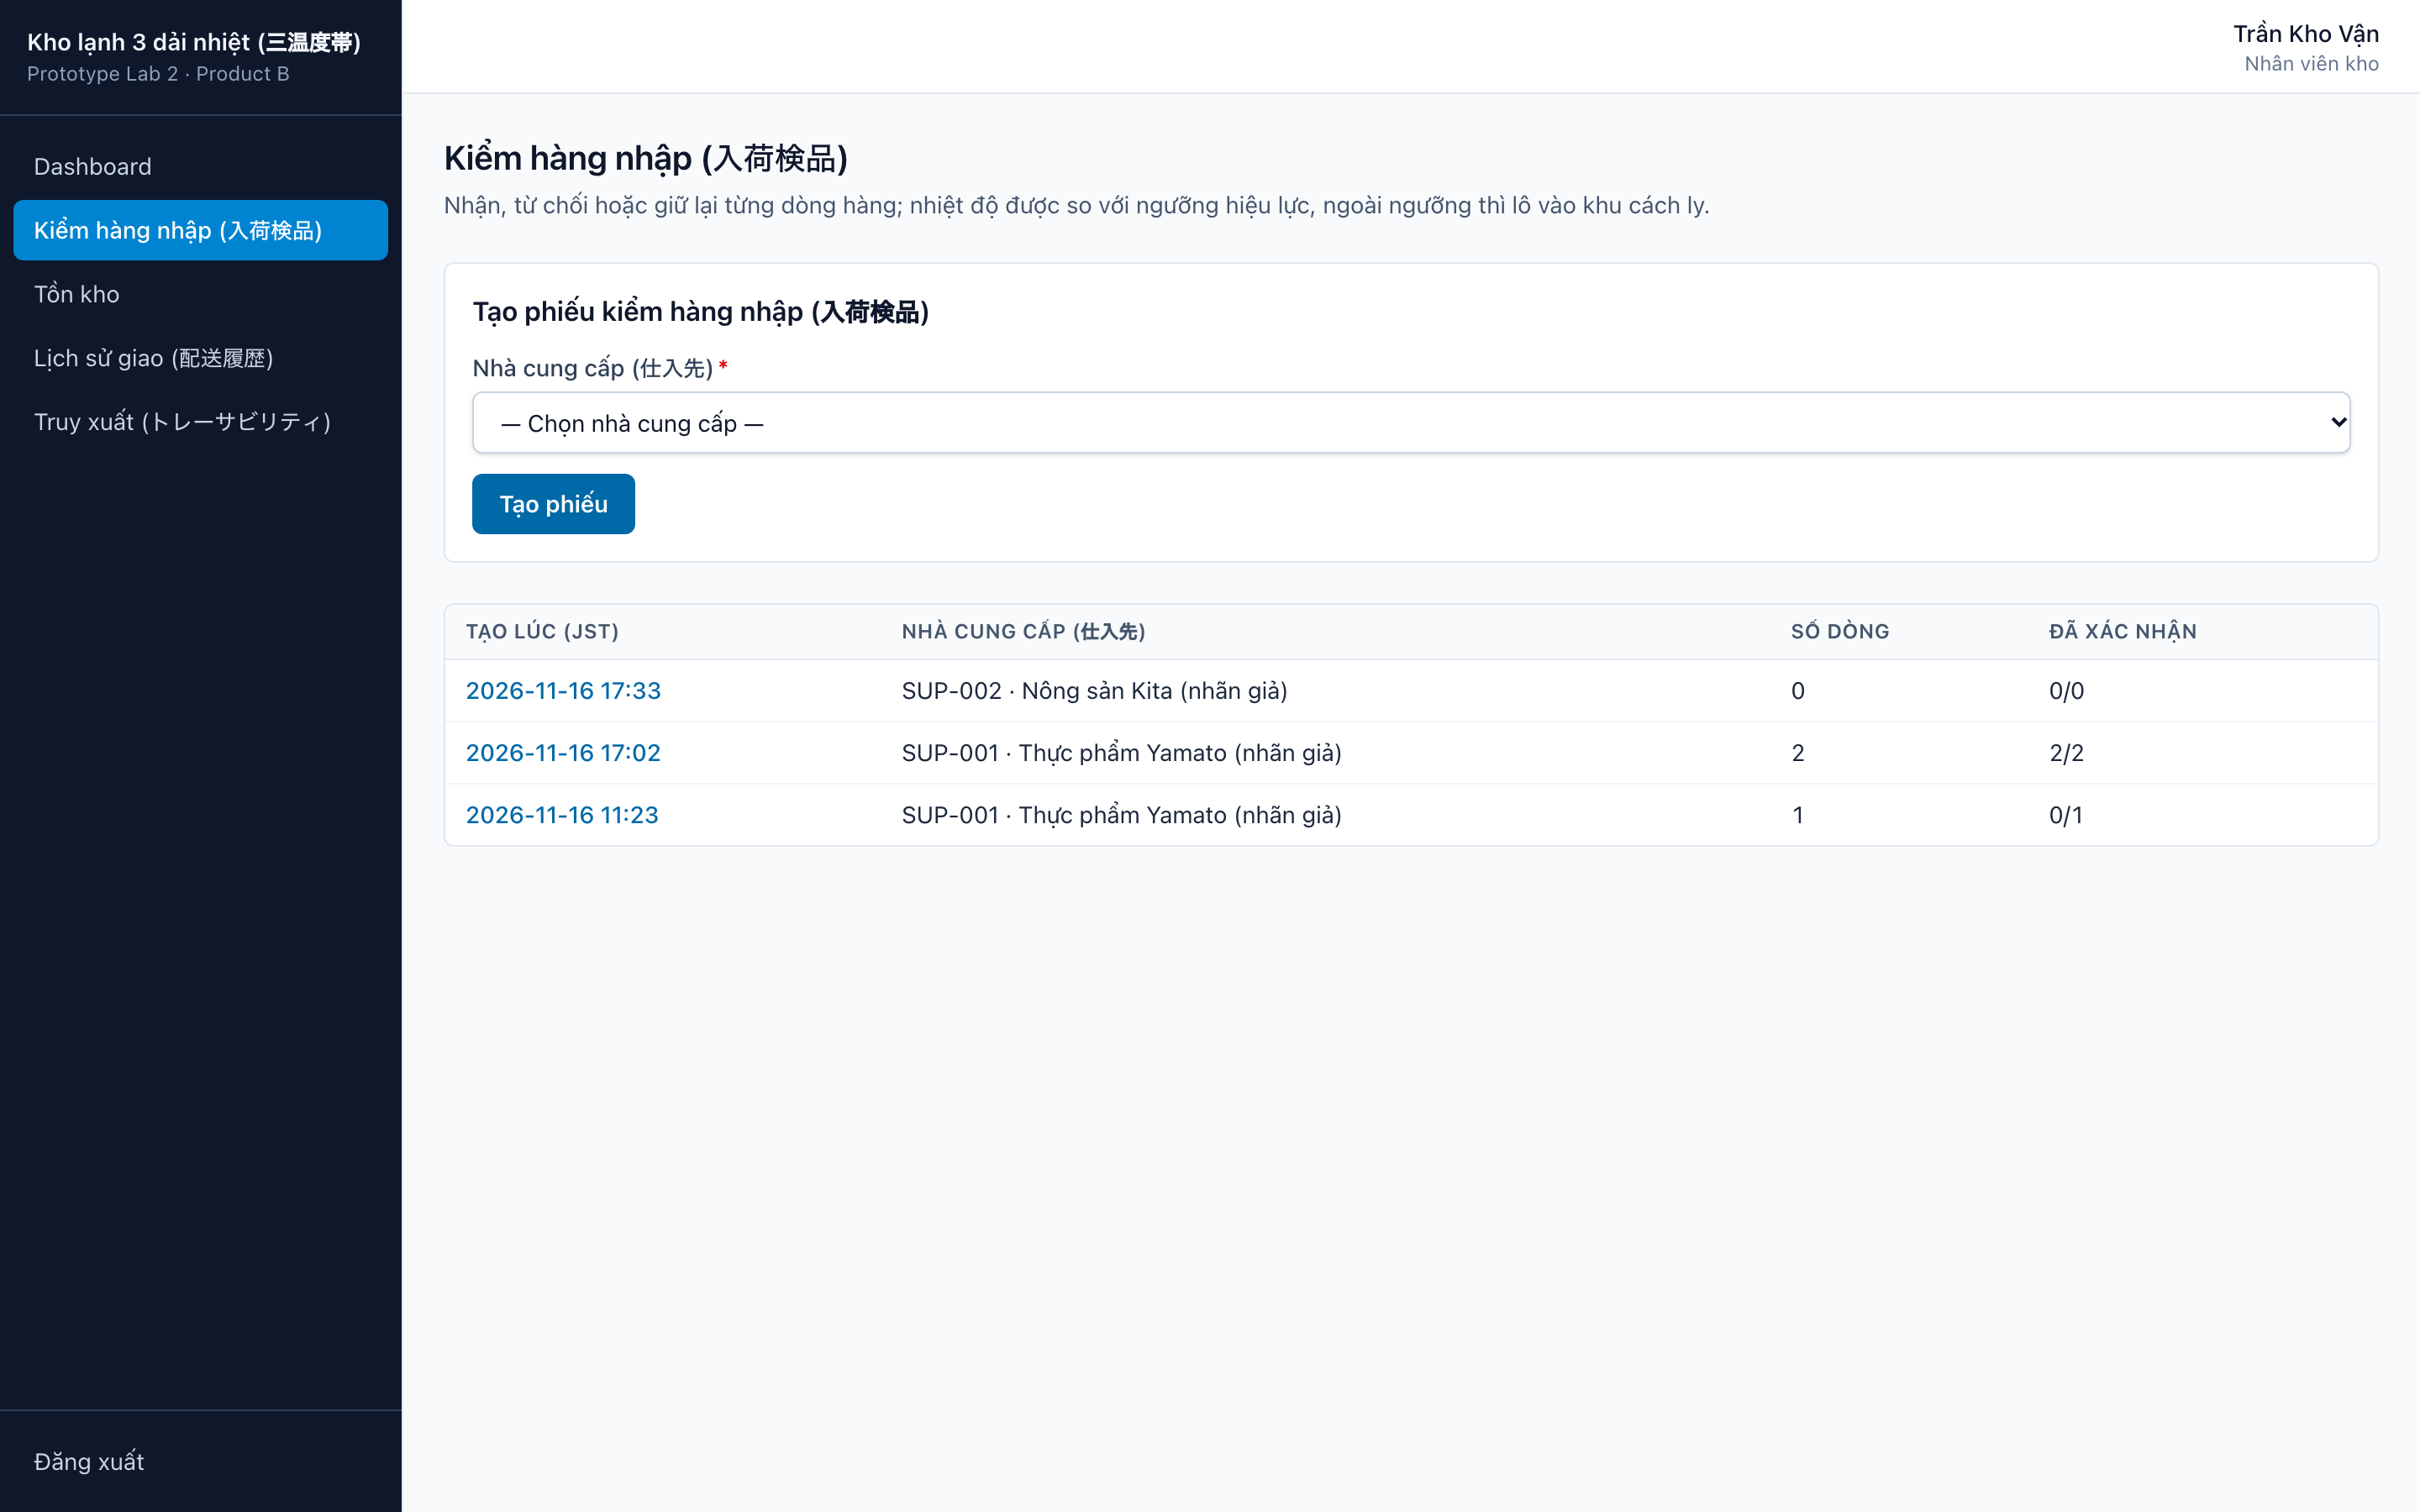 Kho lạnh 3 dải nhiệt (三温度帯)
Prototype Lab 2 · Product B
Dashboard
Kiểm hàng nhập (入荷検品)
Tồn kho
Lịch sử giao (配送履歴)
Truy xuất (トレーサビリティ)
Đăng xuất
Trần Kho Vận
Nhân viên kho
Kiểm hàng nhập (入荷検品)
Nhận, từ chối hoặc giữ lại từng dòng hàng; nhiệt độ được so với ngưỡng hiệu lực, ngoài ngưỡng thì lô vào khu cách ly.
Tạo phiếu kiểm hàng nhập (入荷検品)
Nhà cung cấp (仕入先) *
— Chọn nhà cung cấp —
Tạo phiếu
TẠO LÚC (JST) NHÀ CUNG CẤP (仕入先) SỐ DÒNG ĐÃ XÁC NHẬN
2026-11-16 17:33 SUP-002 · Nông sản Kita (nhãn giả) 0 0/0
2026-11-16 17:02 SUP-001 · Thực phẩm Yamato (nhãn giả) 2 2/2
2026-11-16 11:23 SUP-001 · Thực phẩm Yamato (nhãn giả) 1 0/1